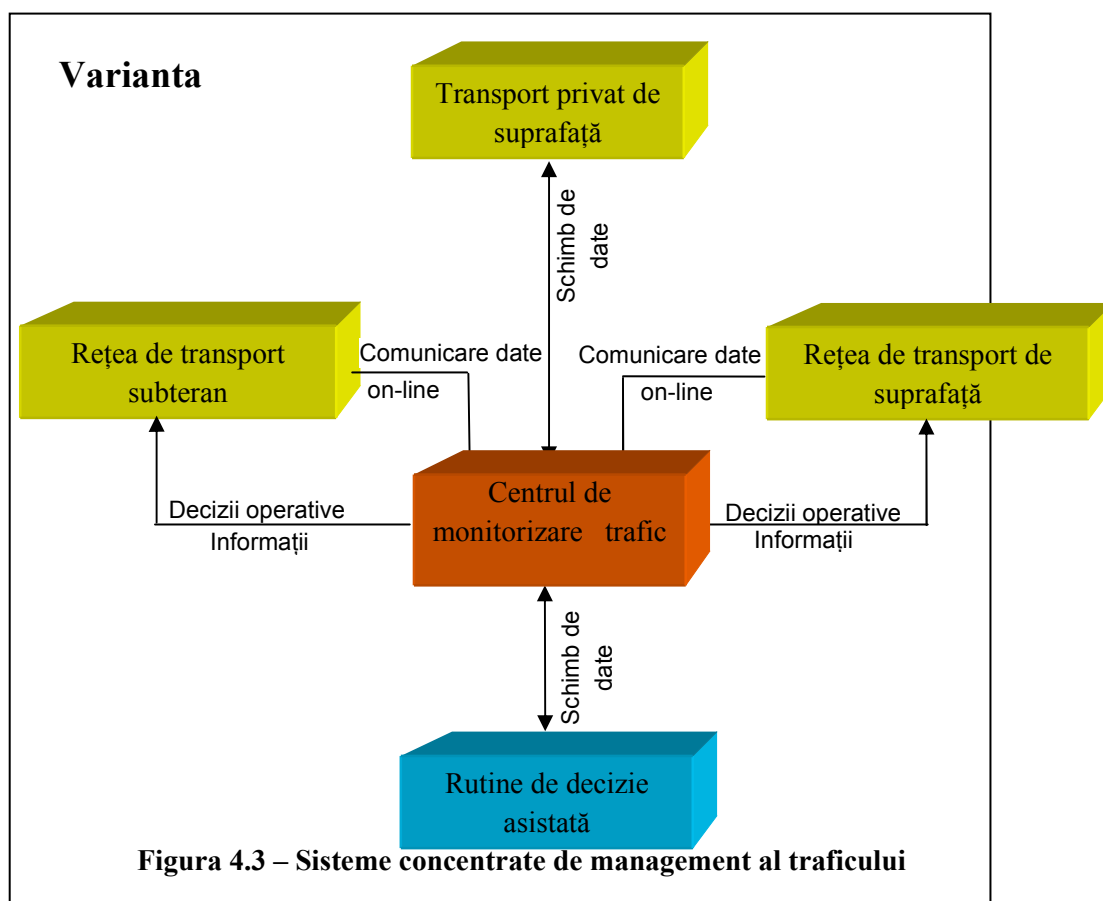 Varianta
Transport privat de
suprafață
Schimb de
date
Rețea de transport
subteran
Comunicare date
on-line
Comunicare date
on-line
Rețea de transport de
suprafață
Decizii operative
Informații
Centrul de
monitorizare trafic
Decizii operative
Informații
Schimb de
date
Rutine de decizie
asistată
Figura 4.3 – Sisteme concentrate de management al traficului